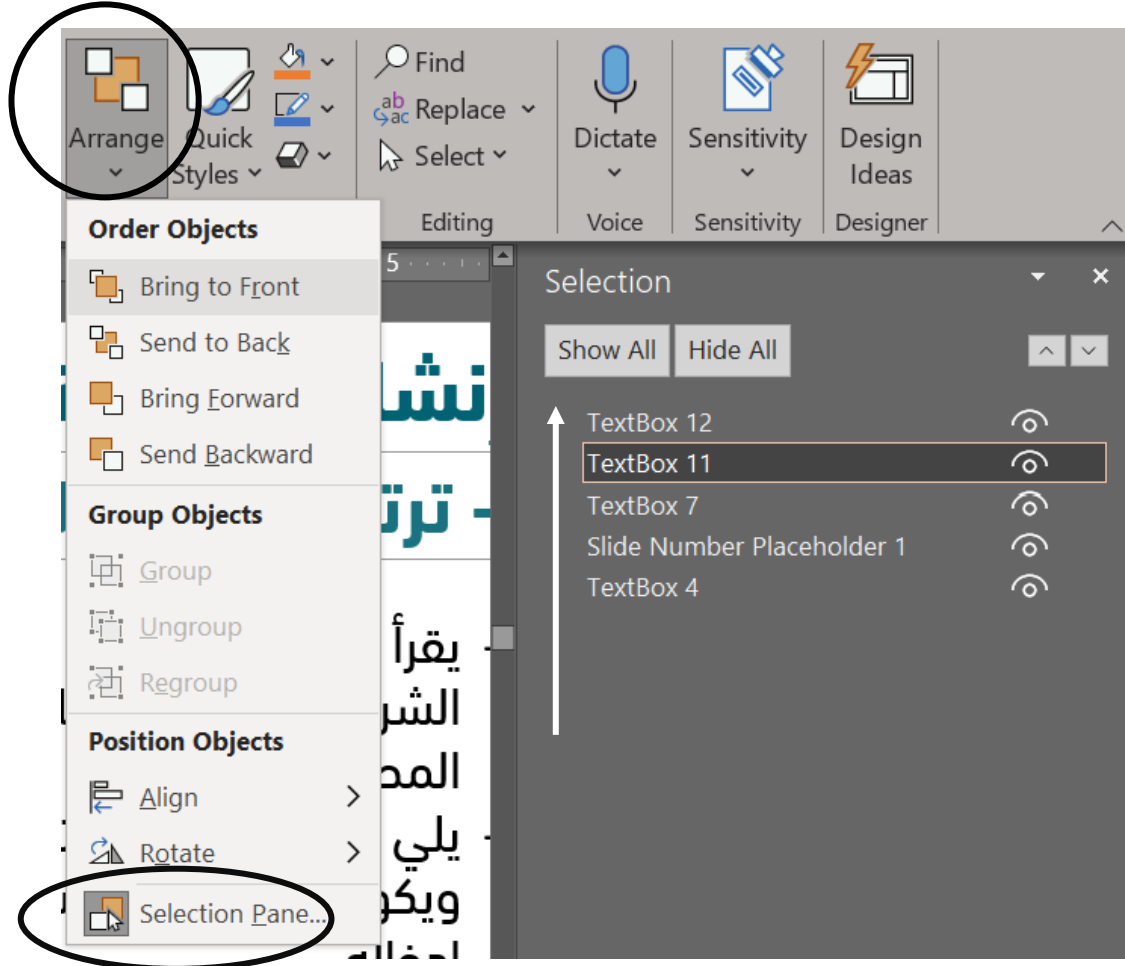 Arrange
Quick
Styles
Find
Replace
Select
Editing
Dictate
Voice
Sensitivity
Sensitivity
Design
Ideas
Designer
Order Objects
Bring to Front
Send to Back
Bring Forward
Send Backward
Group Objects
Group
Ungroup
Regroup
Position Objects
Align
Rotate
Selection Pane...
5
- يقرأ
يلي
Selection
Show All
Hide All
TextBox 12
TextBox 11
TextBox 7
Slide Number Placeholder 1
TextBox 4